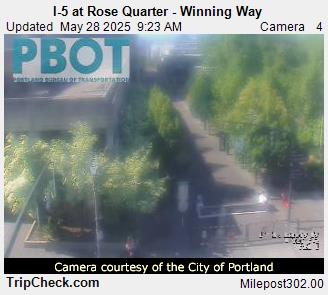 I-5 at Rose Quarter - Winning Way
Updated May 28 2025 9:23 AM Camera 4
PBOT
PORTLAND BUREAU OF TRANSPORTATION
Camera courtesy of the City of Portland
TripCheck.com Milepost302.00